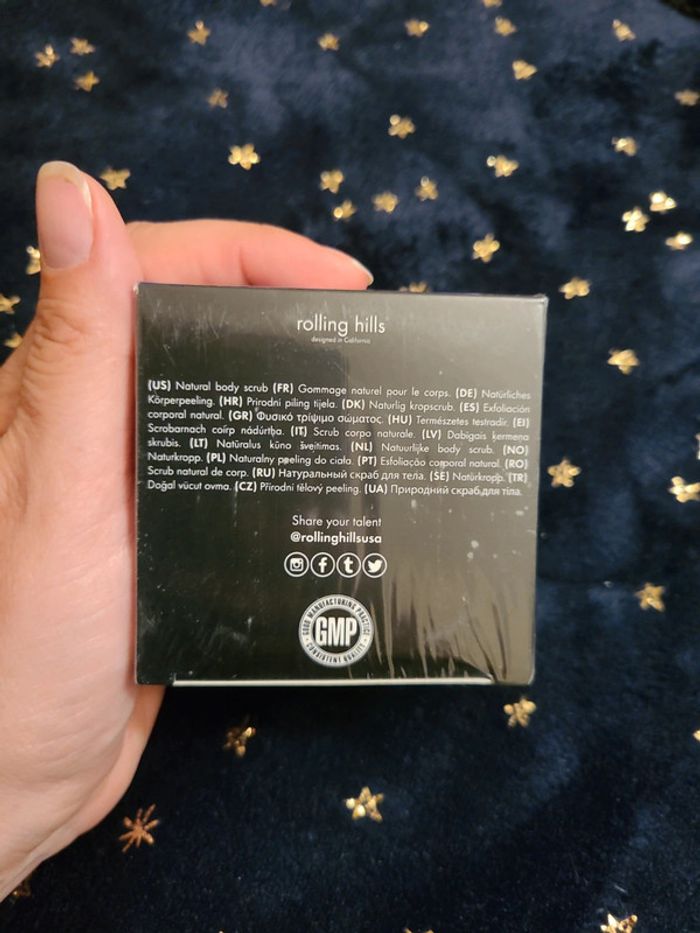 rolling hills
designed in California
(US) Natural body scrub (FR) Gommage naturel pour le corps. (DE) Natürliches
Körperpeeling. (HR) Prirodni piling tijela. (DK) Naturlig kropscrub. (ES) Exfoliación
corporal natural. (GR) Φυσικό τρίψιμο σώματος. (HU) Természetes testradír. (EI)
Scrobarnach coirp nádúrtha. (IT) Scrub corpo naturale. (LV) Dabigais ķermeņa
skrubis. (LT) Natūralus kūno šveitimas. (NL) Natuurlijke body scrub. (NO)
Naturkropp. (PL) Naturalny peeling do ciała. (PT) Esfoliação corporal natural. (RO)
Scrub natural de corp. (RU) Натуральный скраб для тела. (SE) Natúrkropp. (TR)
Doğal vücut ovma. (CZ) Přírodní tělový peeling. (UA) Природний скраб для тіла.
Share your talent
@rollinghillsusa
GOOD MANUFACTURING PRACTICE
GMP
CONSISTENT QUALITY